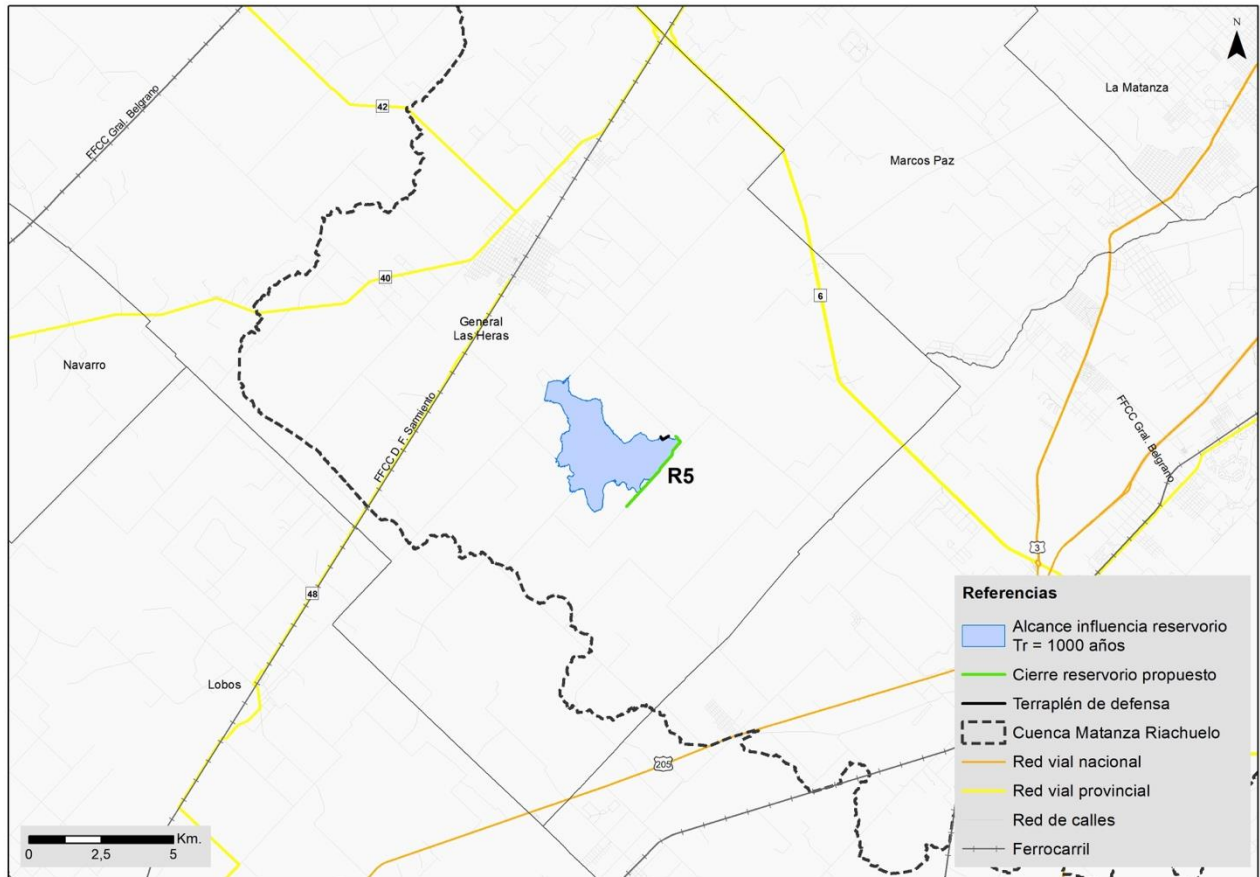 N
La Matanza
FFCC Gral. Belgrano
42
Marcos Paz
40
6
General
Las Heras
Navarro
FFCC D. F. Sarmiento
FFCC Gral. Belgrano
R5
3
48
Lobos
205
Referencias
Alcance influencia reservorio
Tr = 1000 años
Cierre reservorio propuesto
Terraplén de defensa
Cuenca Matanza Riachuelo
Red vial nacional
Red vial provincial
Red de calles
Ferrocarril
Km.
0 2,5 5